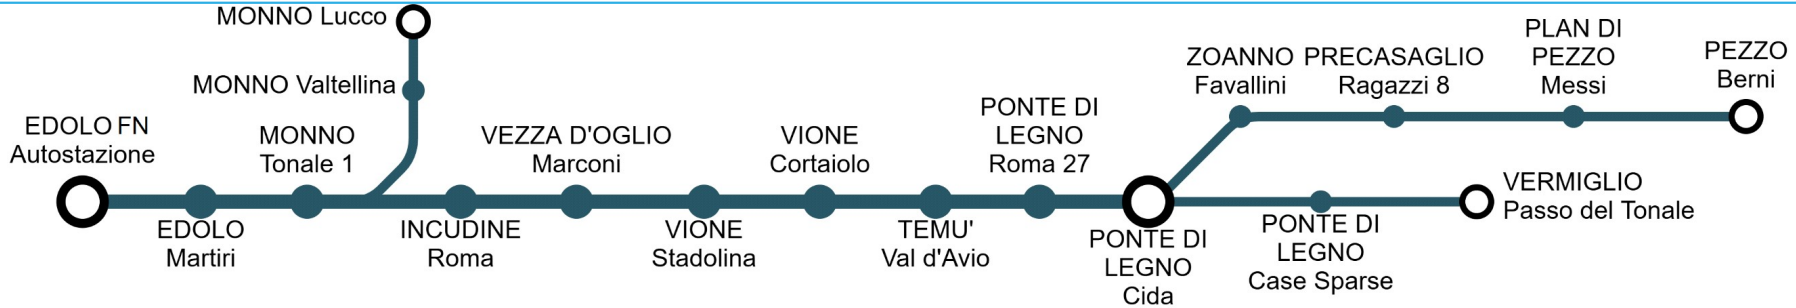 MONNO Lucco
MONNO Valtellina
EDOLO FN
Autostazione
EDOLO
Martiri
MONNO
Tonale 1
INCUDINE
Roma
VEZZA D'OGLIO
Marconi
VIONE
Stadolina
VIONE
Cortaiolo
TEMU'
Val d'Avio
PONTE DI
LEGNO
Roma 27
PONTE DI
LEGNO
Cida
ZOANNO
Favallini
PRECASAGLIO
Ragazzi 8
PLAN DI
PEZZO
Messi
PEZZO
Berni
PONTE DI
LEGNO
Case Sparse
VERMIGLIO
Passo del Tonale